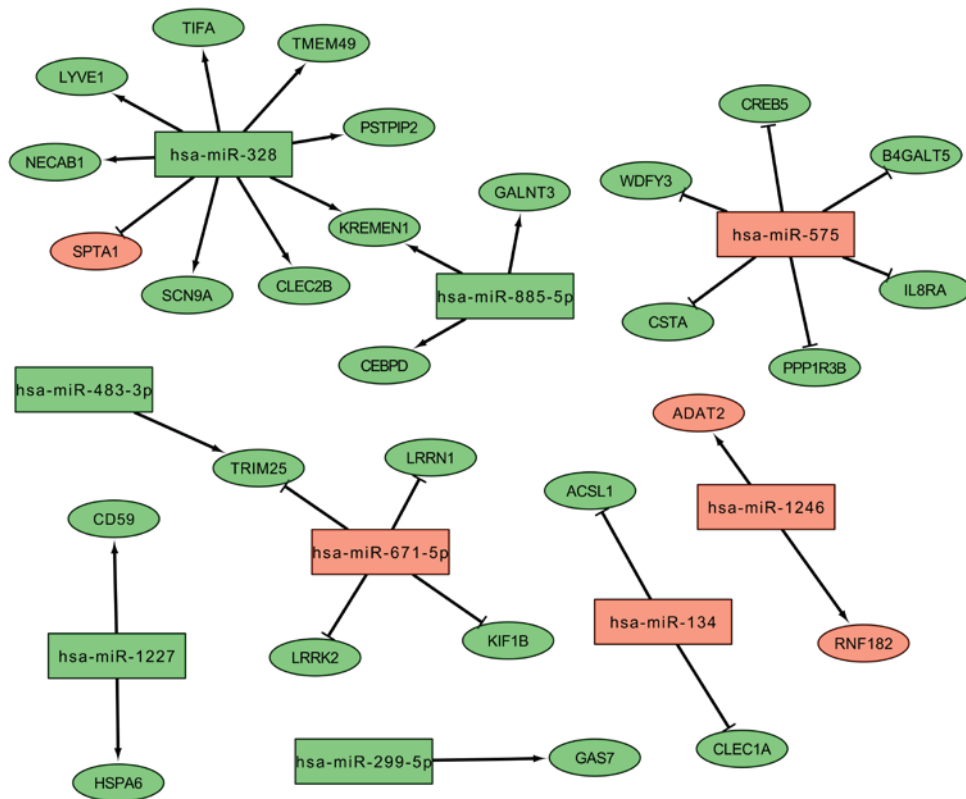 TIFA
TMEM49
LYVE1
CREB5
PSTPIP2
hsa-miR-328
NECAB1
B4GALT5
WDFY3
GALNT3
KREMEN1
hsa-miR-575
SPTA1
SCN9A
CLEC2B
hsa-miR-885-5p
IL8RA
CSTA
CEBPD
PPP1R3B
hsa-miR-483-3p
ADAT2
LRRN1
TRIM25
ACSL1
hsa-miR-1246
CD59
hsa-miR-671-5p
hsa-miR-134
KIF1B
RNF182
hsa-miR-1227
LRRK2
CLEC1A
GAS7
hsa-miR-299-5p
HSPA6